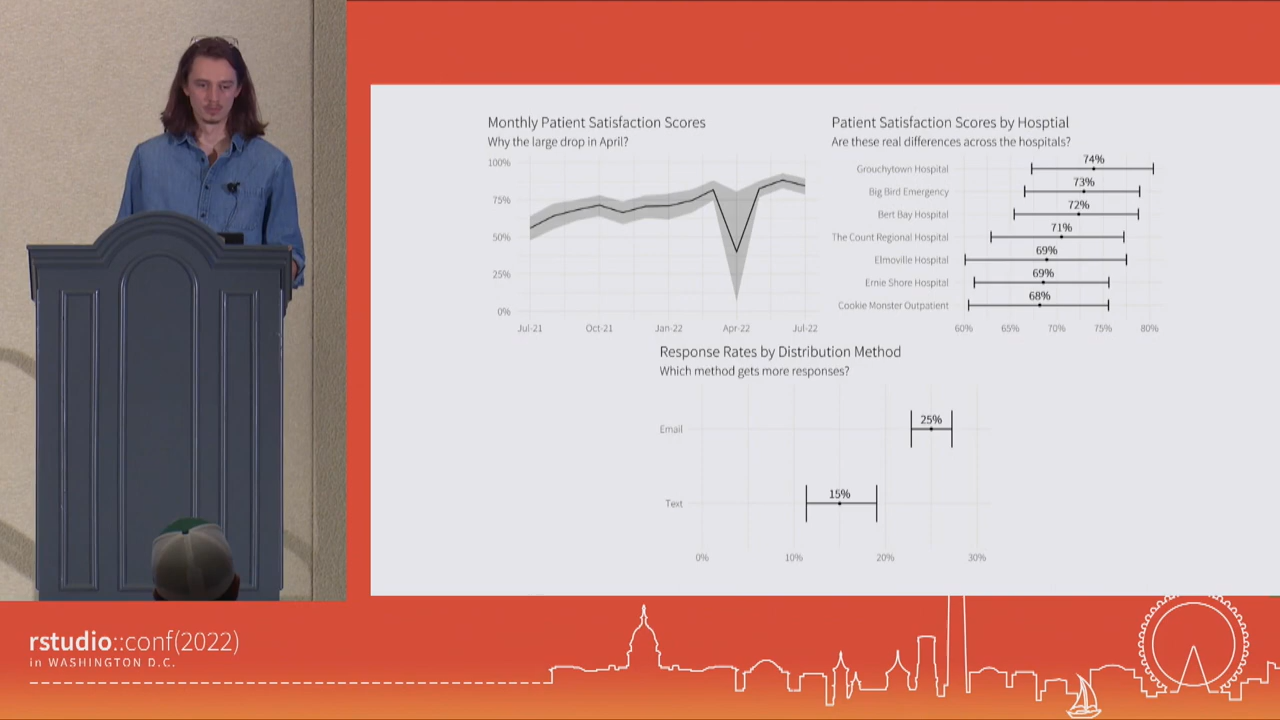 Monthly Patient Satisfaction Scores
Why the large drop in April?
100%
75%
50%
25%
0%
Jul-21 Oct-21 Jan-22 Apr-22 Jul-22
Patient Satisfaction Scores by Hosptial
Are these real differences across the hospitals?
Grouchytown Hospital 74%
Big Bird Emergency 73%
Bert Bay Hospital 72%
The Count Regional Hospital 71%
Elmoville Hospital 69%
Ernie Shore Hospital 69%
Cookie Monster Outpatient 68%
60% 65% 70% 75% 80%
Response Rates by Distribution Method
Which method gets more responses?
Email 25%
Text 15%
0% 10% 20% 30%
rstudio::conf(2022)
in WASHINGTON D.C.